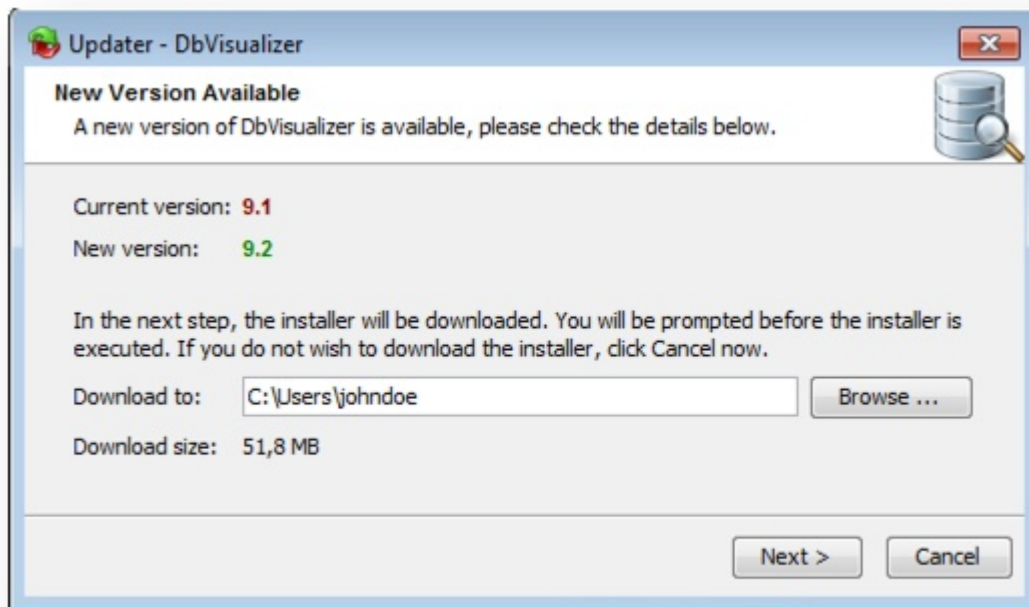 Updater - DbVisualizer
New Version Available
A new version of DbVisualizer is available, please check the details below.
Current version: 9.1
New version: 9.2
In the next step, the installer will be downloaded. You will be prompted before the installer is
executed. If you do not wish to download the installer, click Cancel now.
Download to: C:\Users\johndoe Browse ...
Download size: 51,8 MB
Next > Cancel